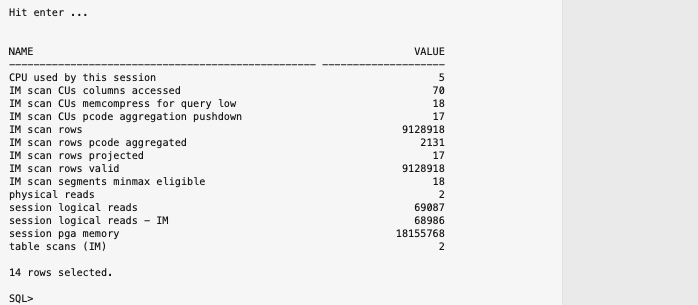 Hit enter ...
NAME VALUE
------------------------------------------------ --------------------
CPU used by this session 5
IM scan CUs columns accessed 70
IM scan CUs memcompress for query low 18
IM scan CUs pcode aggregation pushdown 17
IM scan rows 9128918
IM scan rows pcode aggregated 2131
IM scan rows projected 17
IM scan rows valid 9128918
IM scan segments minmax eligible 18
physical reads 2
session logical reads 69087
session logical reads - IM 68986
session pga memory 18155768
table scans (IM) 2
14 rows selected.
SQL>